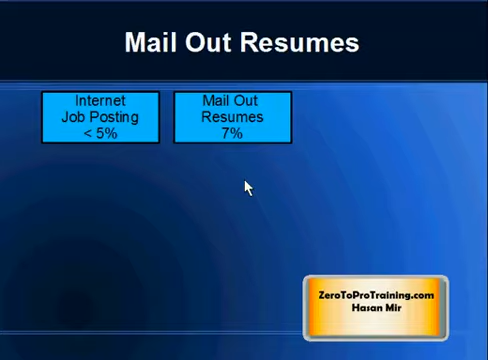 Mail Out Resumes
Internet
Job Posting
< 5%
Mail Out
Resumes
7%
ZeroToProTraining.com
Hasan Mir